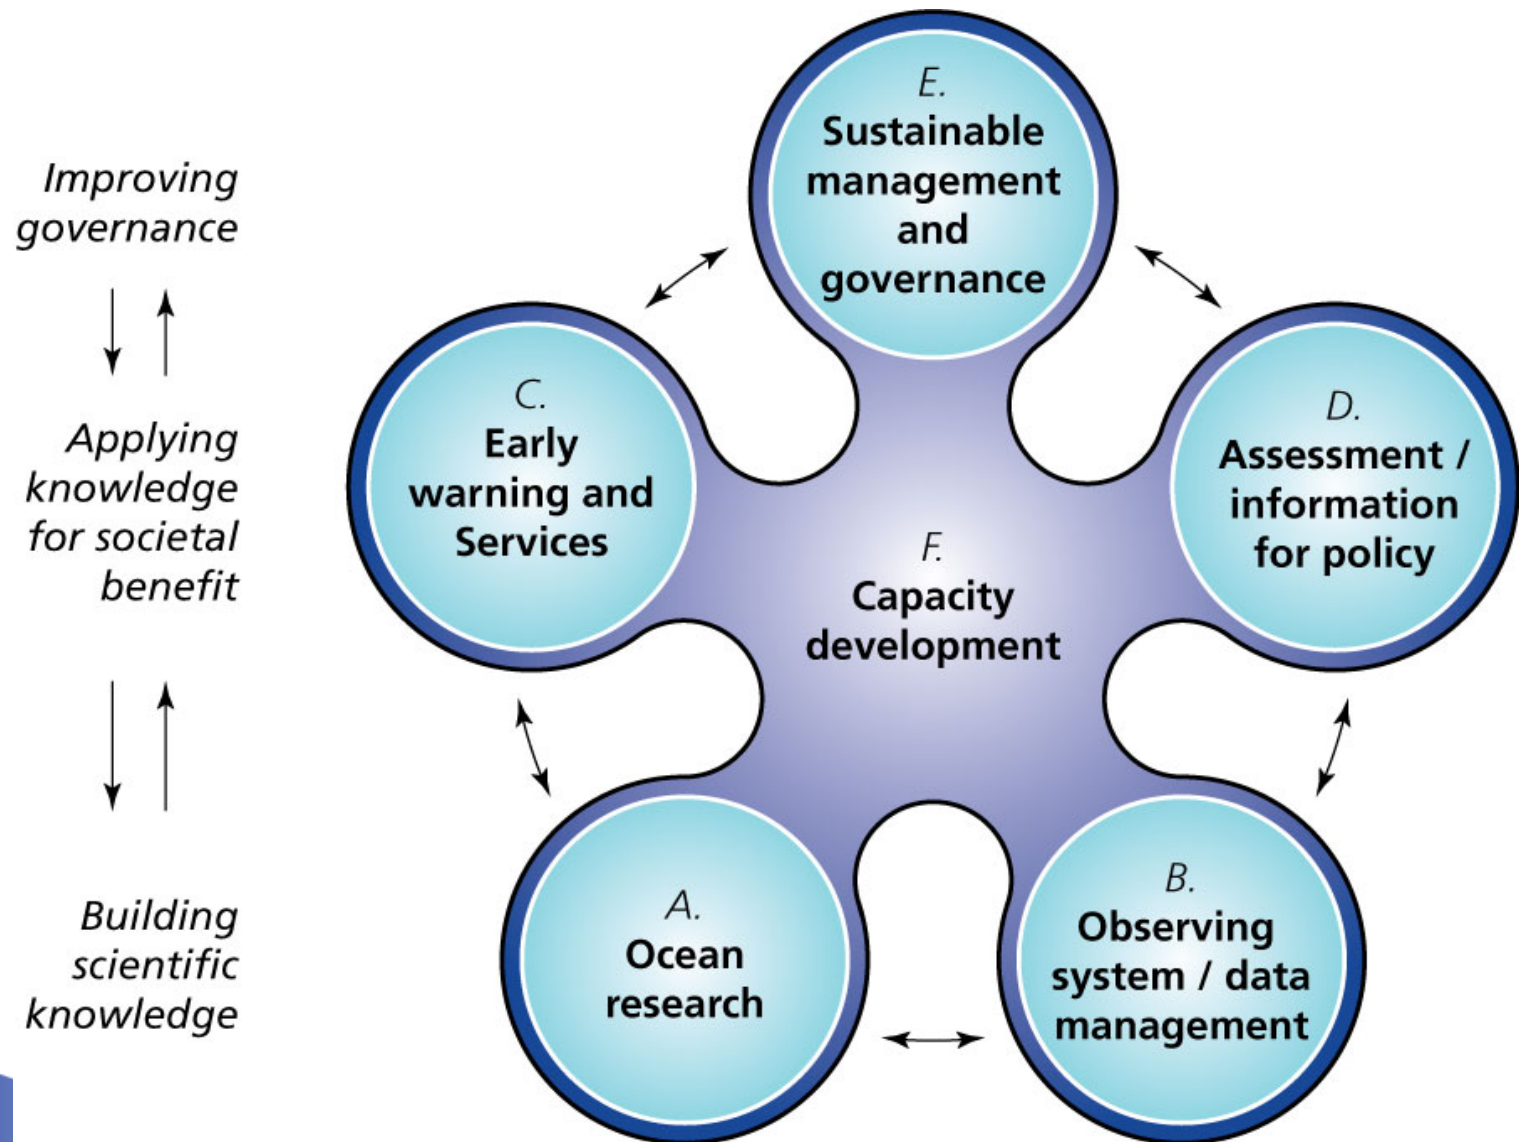 Improving
governance
Applying
knowledge
for societal
benefit
Building
scientific
knowledge
E.
Sustainable
management
and
governance
C.
Early
warning and
Services
D.
Assessment /
information
for policy
F.
Capacity
development
A.
Ocean
research
B.
Observing
system / data
management